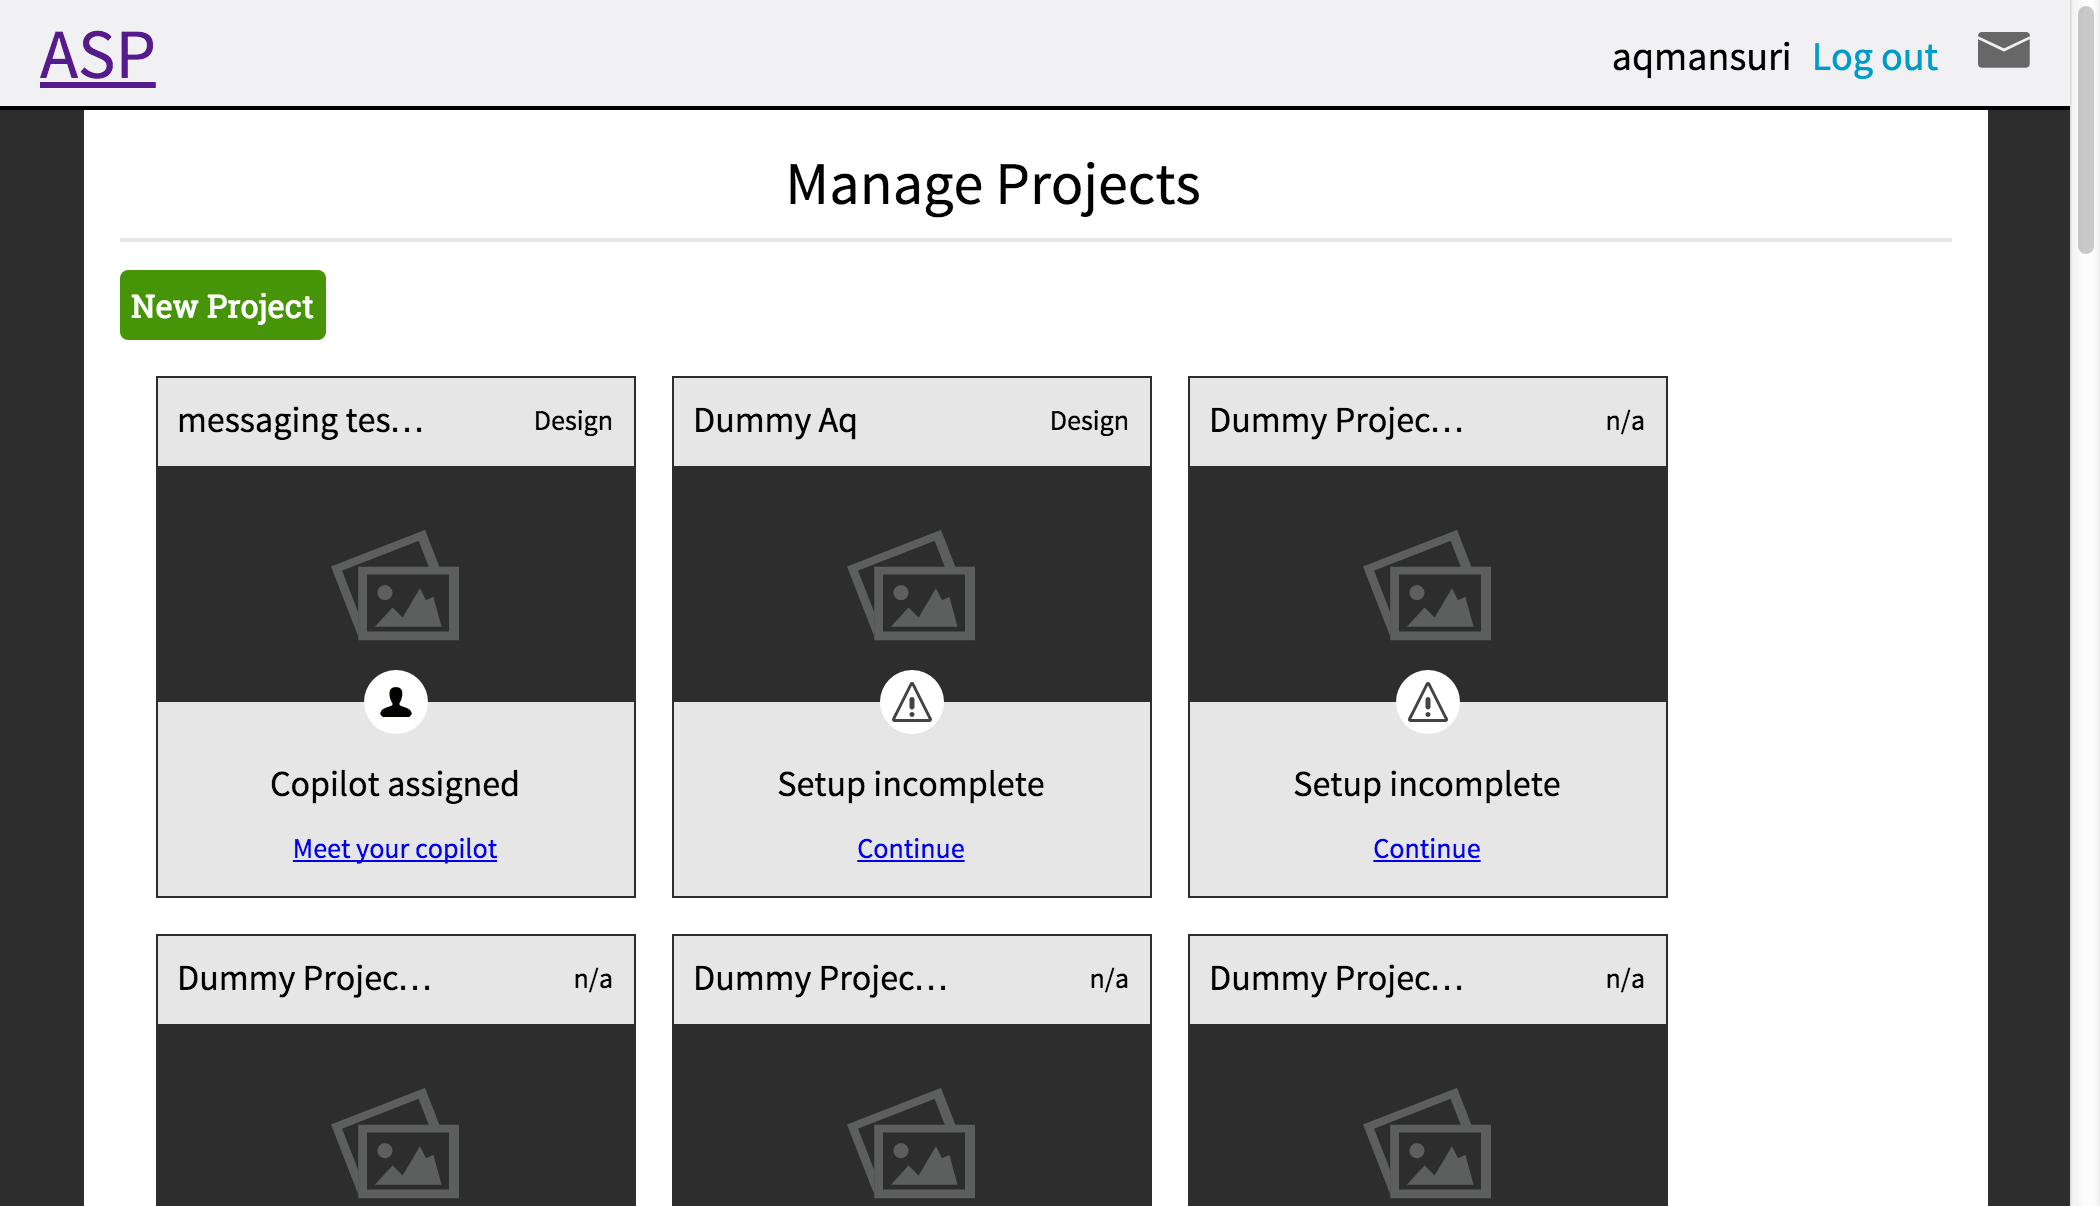 ASP
aqmansuri Log out
Manage Projects
New Project
messaging tes... Design
Dummy Aq Design
Dummy Projec... n/a
Copilot assigned
Meet your copilot
Setup incomplete
Continue
Setup incomplete
Continue
Dummy Projec... n/a
Dummy Projec... n/a
Dummy Projec... n/a